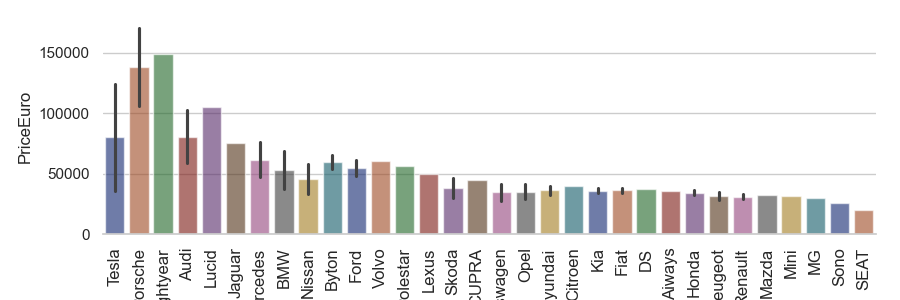 PriceEuro
150000
100000
50000
0
Tesla
orsche
ghtyear
Audi
Lucid
Jaguar
rcedes
BMW
Nissan
Byton
Ford
Volvo
olestar
Lexus
Skoda
CUPRA
swagen
Opel
yundai
Citroen
Kia
Fiat
DS
Aiways
Honda
eugeot
Renault
Mazda
Mini
MG
Sono
SEAT